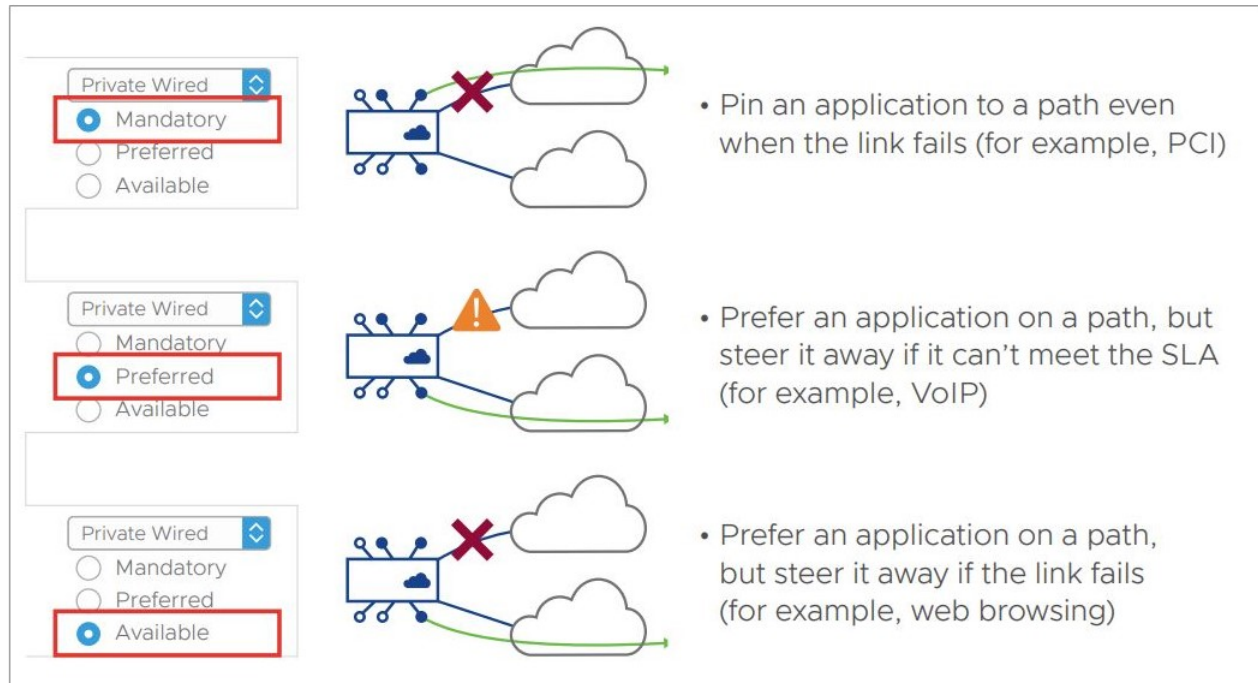 Private Wired
Mandatory
Preferred
Available
• Pin an application to a path even
when the link fails (for example, PCI)
Private Wired
Mandatory
Preferred
Available
• Prefer an application on a path, but
steer it away if it can’t meet the SLA
(for example, VoIP)
Private Wired
Mandatory
Preferred
Available
• Prefer an application on a path,
but steer it away if the link fails
(for example, web browsing)